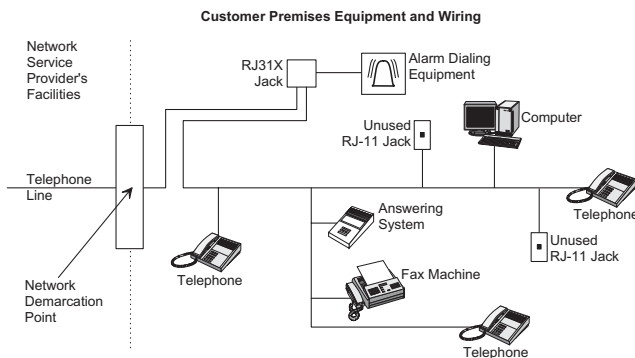 Customer Premises Equipment and Wiring
Network
Service
Provider's
Facilities
RJ31X
Jack
Alarm Dialing
Equipment
Unused
RJ-11 Jack
Computer
Telephone
Line
Telephone
Answering
System
Telephone
Unused
RJ-11 Jack
Fax Machine
Network
Demarcation
Point
Telephone